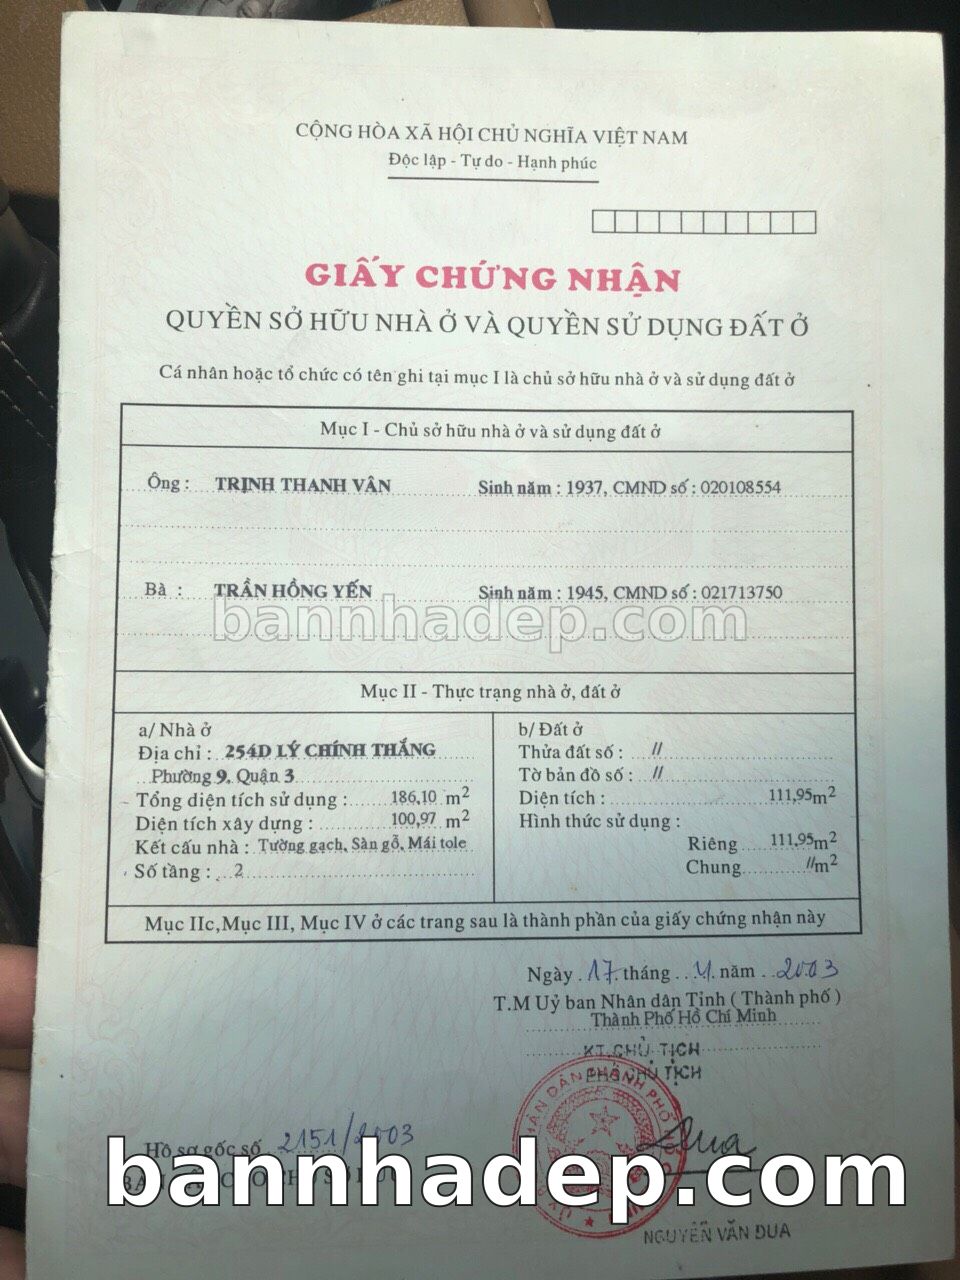 CỘNG HÒA XÃ HỘI CHỦ NGHĨA VIỆT NAM
Độc lập - Tự do - Hạnh phúc
GIẤY CHỨNG NHẬN
QUYỀN SỞ HỮU NHÀ Ở VÀ QUYỀN SỬ DỤNG ĐẤT Ở
Cá nhân hoặc tổ chức có tên ghi tại mục I là chủ sở hữu nhà ở và sử dụng đất ở
Mục I - Chủ sở hữu nhà ở và sử dụng đất ở
Ông : TRỊNH THANH VÂN Sinh năm : 1937, CMND số : 020108554
Bà : TRẦN HỒNG YẾN Sinh năm : 1945, CMND số : 021713750
bannhadep.com
Mục II - Thực trạng nhà ở, đất ở
a/ Nhà ở
Địa chỉ : 254D LÝ CHÍNH THẮNG
Phường 9, Quận 3
Tổng diện tích sử dụng : 186,10 m2
Diện tích xây dựng : 100,97 m2
Kết cấu nhà : Tường gạch, Sàn gỗ, Mái tole
Số tầng : 2
b/ Đất ở
Thửa đất số : //
Tờ bản đồ số : //
Diện tích : 111,95m2
Hình thức sử dụng :
Riêng 111,95m2
Chung //m2
Mục IIc, Mục III, Mục IV ở các trang sau là thành phần của giấy chứng nhận này
Ngày 17 tháng 4 năm 2003
T.M Uỷ ban Nhân dân Tỉnh ( Thành phố )
Thành Phố Hồ Chí Minh
KT.CHỦ TỊCH
PHÓ CHỦ TỊCH
Hồ sơ gốc số 2151/2003
bannhadep.com
NGUYỄN VĂN ĐUA